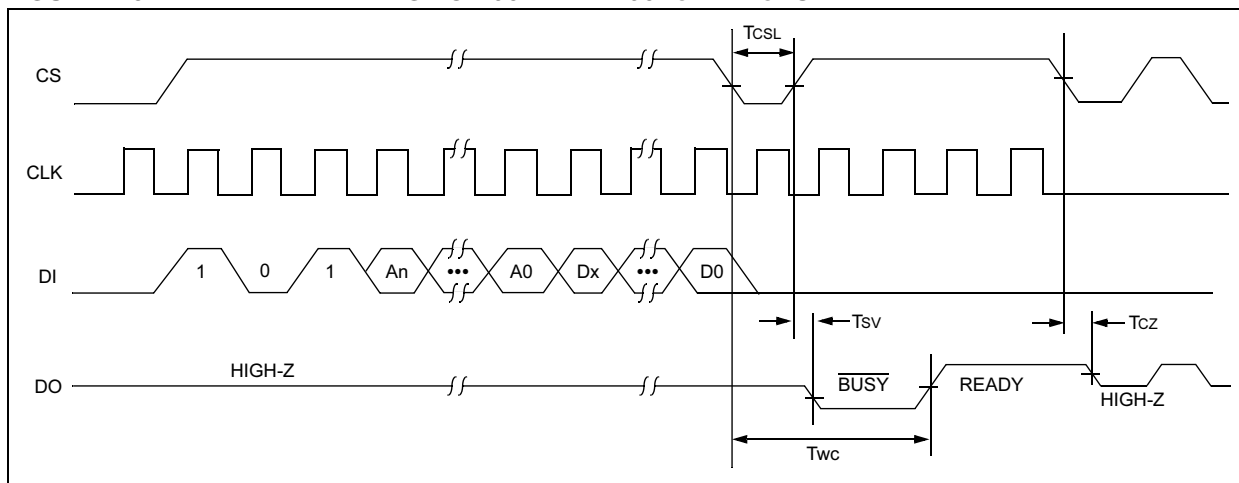 TCSL
CS
CLK
DI
1 0 1 An ••• A0 Dx ••• D0
TSV
TCZ
DO
HIGH-Z
BUSY
READY
HIGH-Z
TWC